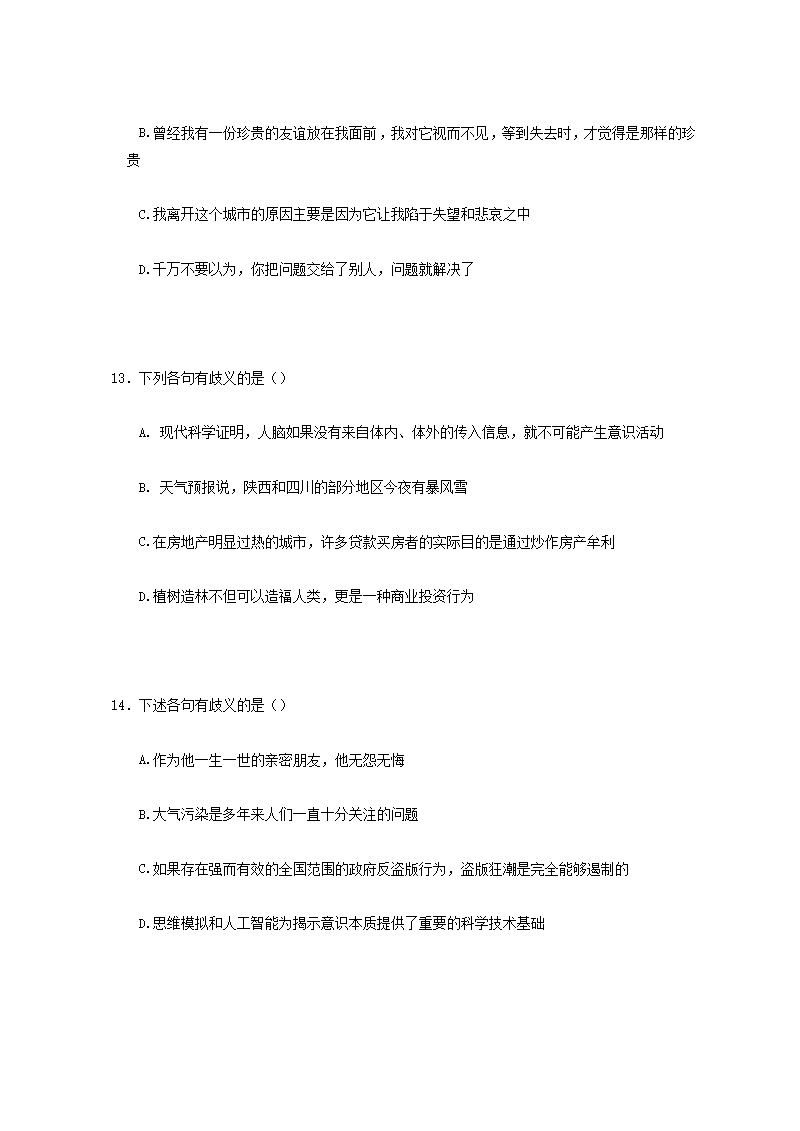 B.曾经我有一份珍贵的友谊放在我面前，我对它视而不见，等到失去时，才觉得是那样的珍
贵
C.我离开这个城市的原因主要是因为它让我陷于失望和悲哀之中
D.千万不要以为，你把问题交给了别人，问题就解决了
13. 下列各句有歧义的是（）
A. 现代科学证明，人脑如果没有来自体内、体外的传入信息，就不可能产生意识活动
B. 天气预报说，陕西和四川的部分地区今夜有暴风雪
C.在房地产明显过热的城市，许多贷款买房者的实际目的是通过炒作房产牟利
D.植树造林不但可以造福人类，更是一种商业投资行为
14. 下述各句有歧义的是（）
A.作为他一生一世的亲密朋友，他无怨无悔
B.大气污染是多年来人们一直十分关注的问题
C.如果存在强而有效的全国范围的政府反盗版行为，盗版狂潮是完全能够遏制的
D.思维模拟和人工智能为揭示意识本质提供了重要的科学技术基础